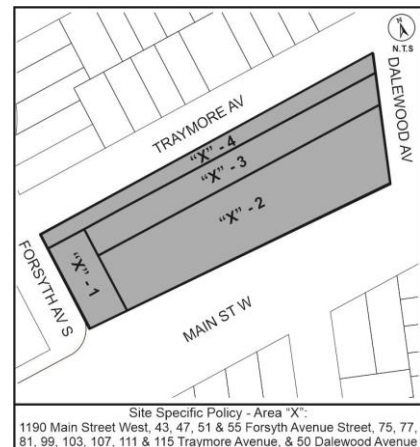 N
N.T.S
DALEWOOD AV
TRAYMORE AV
"X" - 4
"X" - 3
"X" - 2
"X" - 1
FORSYTH AV S
MAIN ST W
Site Specific Policy - Area "X":
1190 Main Street West, 43, 47, 51 & 55 Forsyth Avenue Street, 75, 77,
81, 99, 103, 107, 111 & 115 Traymore Avenue, & 50 Dalewood Avenue